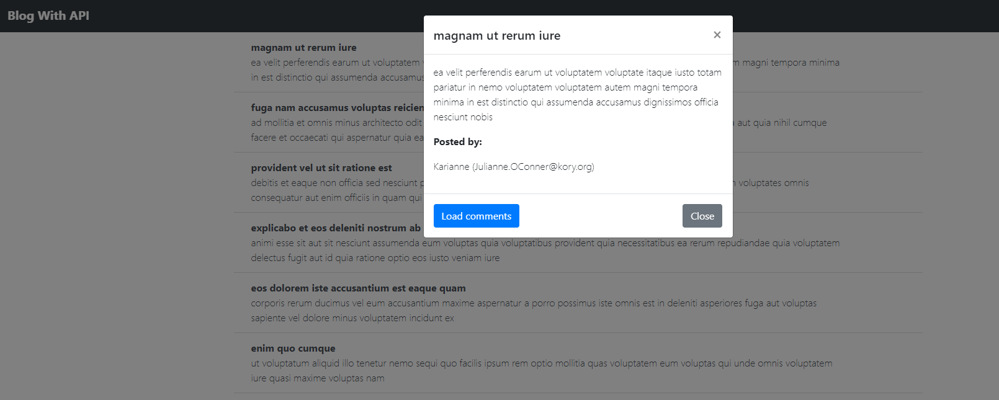 Blog With API
magnam ut rerum iure
ea velit perferendis earum ut voluptatem
magni tempora minima
in est distinctio qui assumenda accusamus
fuga nam accusamus voluptas
ad mollitia et omnis minus architecto odit
aut quia nihil cumque
facere et occaecati qui aspernatur quia
provident vel ut sit ratione est
debitis et eaque non officia sed nesciunt
voluptates omnis
consequatur aut enim officiis in quam qui
explicabo et eos deleniti nostrum ab
animi esse sit aut sit nesciunt assumenda eum voluptas quia voluptatibus provident quia necessitatibus ea rerum repudiandae quia voluptatem
delectus fugit aut id quia ratione optio eos iusto veniam iure
eos dolorem iste accusantium est eaque quam
corporis rerum ducimus vel eum accusantium maxime aspernatur a porro possimus iste omnis est in deleniti asperiores fuga aut voluptas
sapiente vel dolore minus voluptatem incidunt ex
enim quo cumque
ut voluptatum aliquid illo tenetur nemo sequi quo facilis ipsum rem optio mollitia quas voluptatem eum voluptas qui unde omnis voluptatem
iure quasi maxime voluptas nam
magnam ut rerum iure ×
ea velit perferendis earum ut voluptatem voluptate itaque iusto totam
pariatur in nemo voluptatem voluptatem autem magni tempora
minima in est distinctio qui assumenda accusamus dignissimos officia
nesciunt nobis
Posted by:
Karianne (Julianne.OConner@kory.org)
Load comments
Close